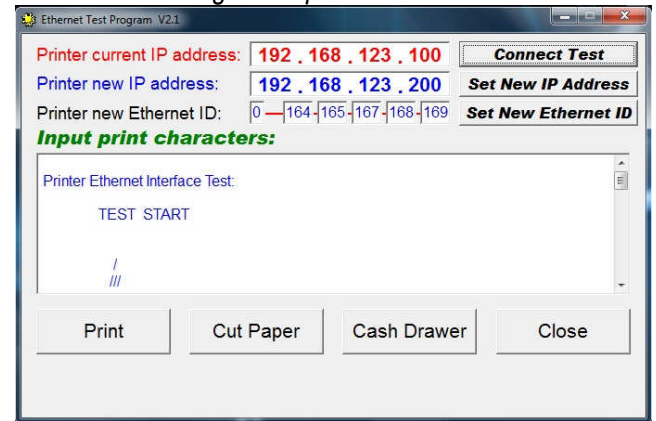 Ethernet Test Program V2.1
Printer current IP address: 192 . 168 . 123 . 100 Connect Test
Printer new IP address: 192 . 168 . 123 . 200 Set New IP Address
Printer new Ethernet ID: 0 — 164 - 165 - 167 - 168 - 169 Set New Ethernet ID
Input print characters:
Printer Ethernet Interface Test:
TEST START
/
///
Print Cut Paper Cash Drawer Close